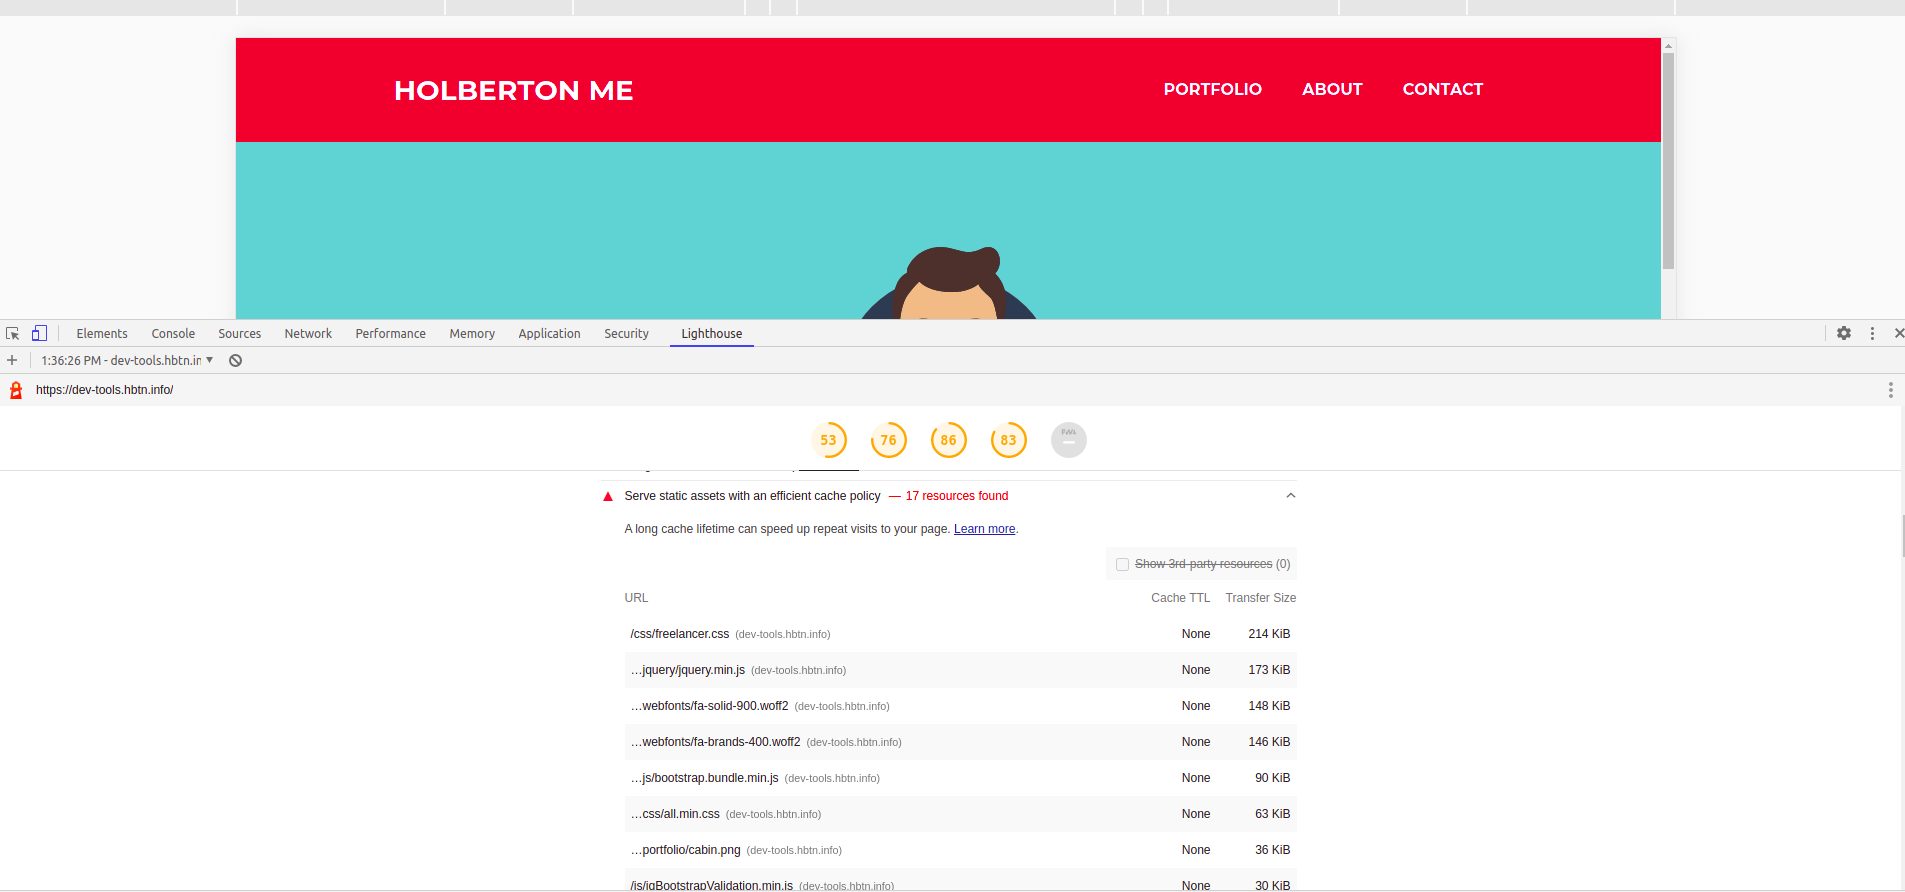 HOLBERTON ME
PORTFOLIO ABOUT CONTACT
Elements Console Sources Network Performance Memory Application Security Lighthouse
1:36:26 PM - dev-tools.hbtn.in
https://dev-tools.hbtn.info/
53 76 86 83
Serve static assets with an efficient cache policy — 17 resources found
A long cache lifetime can speed up repeat visits to your page. Learn more.
Show 3rd-party resources (0)
URL Cache TTL Transfer Size
/css/freelancer.css (dev-tools.hbtn.info) None 214 KiB
…jquery/jquery.min.js (dev-tools.hbtn.info) None 173 KiB
…webfonts/fa-solid-900.woff2 (dev-tools.hbtn.info) None 148 KiB
…webfonts/fa-brands-400.woff2 (dev-tools.hbtn.info) None 146 KiB
…js/bootstrap.bundle.min.js (dev-tools.hbtn.info) None 90 KiB
…css/all.min.css (dev-tools.hbtn.info) None 63 KiB
…portfolio/cabin.png (dev-tools.hbtn.info) None 36 KiB
/js/jqBootstrapValidation.min.js (dev-tools.hbtn.info) None 30 KiB